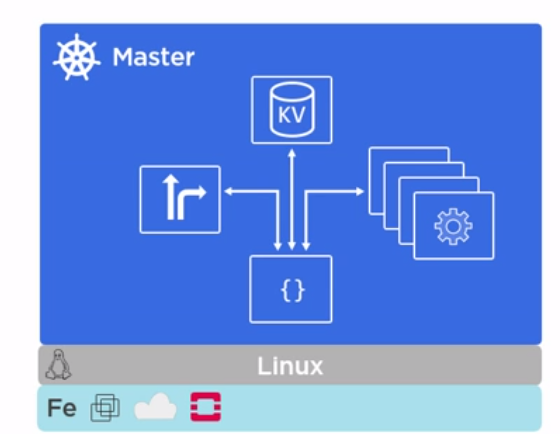 Master
KV
{}
Linux
Fe